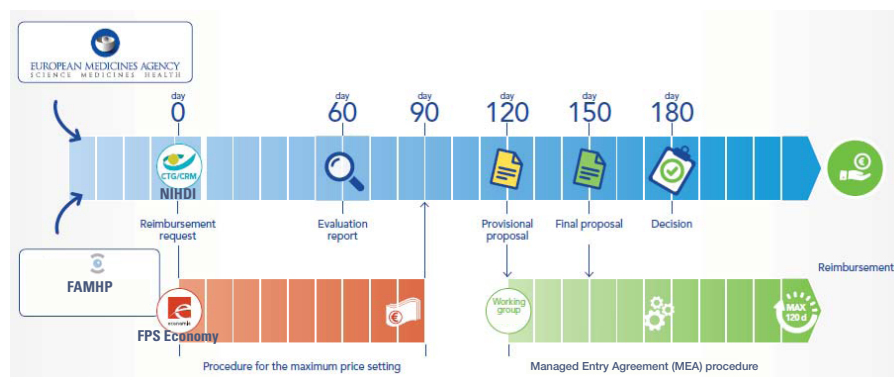 EUROPEAN MEDICINES AGENCY
SCIENCE MEDICINES HEALTH
day
0
day
60
day
90
day
120
day
150
day
180
CTG/CRM
NIHDI
€
Reimbursement
request
Evaluation
report
Provisional
proposal
Final proposal
Decision
Reimbursement
FAMHP
economie
FPS Economy
€
Working
group
MAX
120 d
Procedure for the maximum price setting
Managed Entry Agreement (MEA) procedure